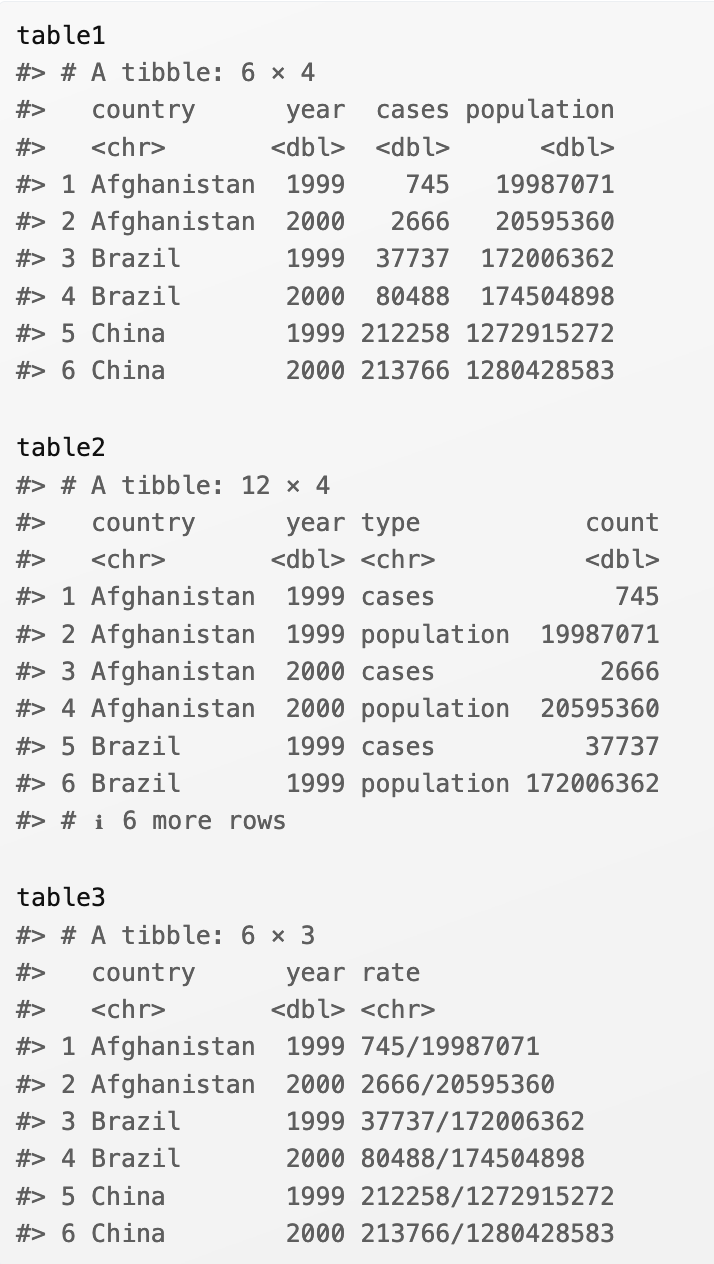 table1
#> # A tibble: 6 × 4
#>   country      year  cases population
#>   <chr>       <dbl>  <dbl>      <dbl>
#> 1 Afghanistan  1999    745   19987071
#> 2 Afghanistan  2000   2666   20595360
#> 3 Brazil       1999  37737  172006362
#> 4 Brazil       2000  80488  174504898
#> 5 China        1999 212258 1272915272
#> 6 China        2000 213766 1280428583

table2
#> # A tibble: 12 × 4
#>   country      year type           count
#>   <chr>       <dbl> <chr>          <dbl>
#> 1 Afghanistan  1999 cases            745
#> 2 Afghanistan  1999 population  19987071
#> 3 Afghanistan  2000 cases           2666
#> 4 Afghanistan  2000 population  20595360
#> 5 Brazil       1999 cases          37737
#> 6 Brazil       1999 population 172006362
#> # ℹ 6 more rows

table3
#> # A tibble: 6 × 3
#>   country      year rate
#>   <chr>       <dbl> <chr>
#> 1 Afghanistan  1999 745/19987071
#> 2 Afghanistan  2000 2666/20595360
#> 3 Brazil       1999 37737/172006362
#> 4 Brazil       2000 80488/174504898
#> 5 China        1999 212258/1272915272
#> 6 China        2000 213766/1280428583